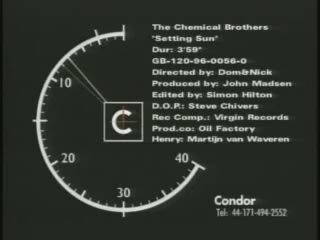 The Chemical Brothers
"Setting Sun"
Dur: 3'59"
GB-120-96-0056-0
Directed by: Dom&Nick
Produced by: John Madsen
Edited by: Simon Hilton
D.O.P.: Steve Chivers
Rec Comp.: Virgin Records
Prod.co: Oil Factory
Henry: Martijn van Waveren
10
C
20
30
40
Condor
Tel: 44-171-494-2552